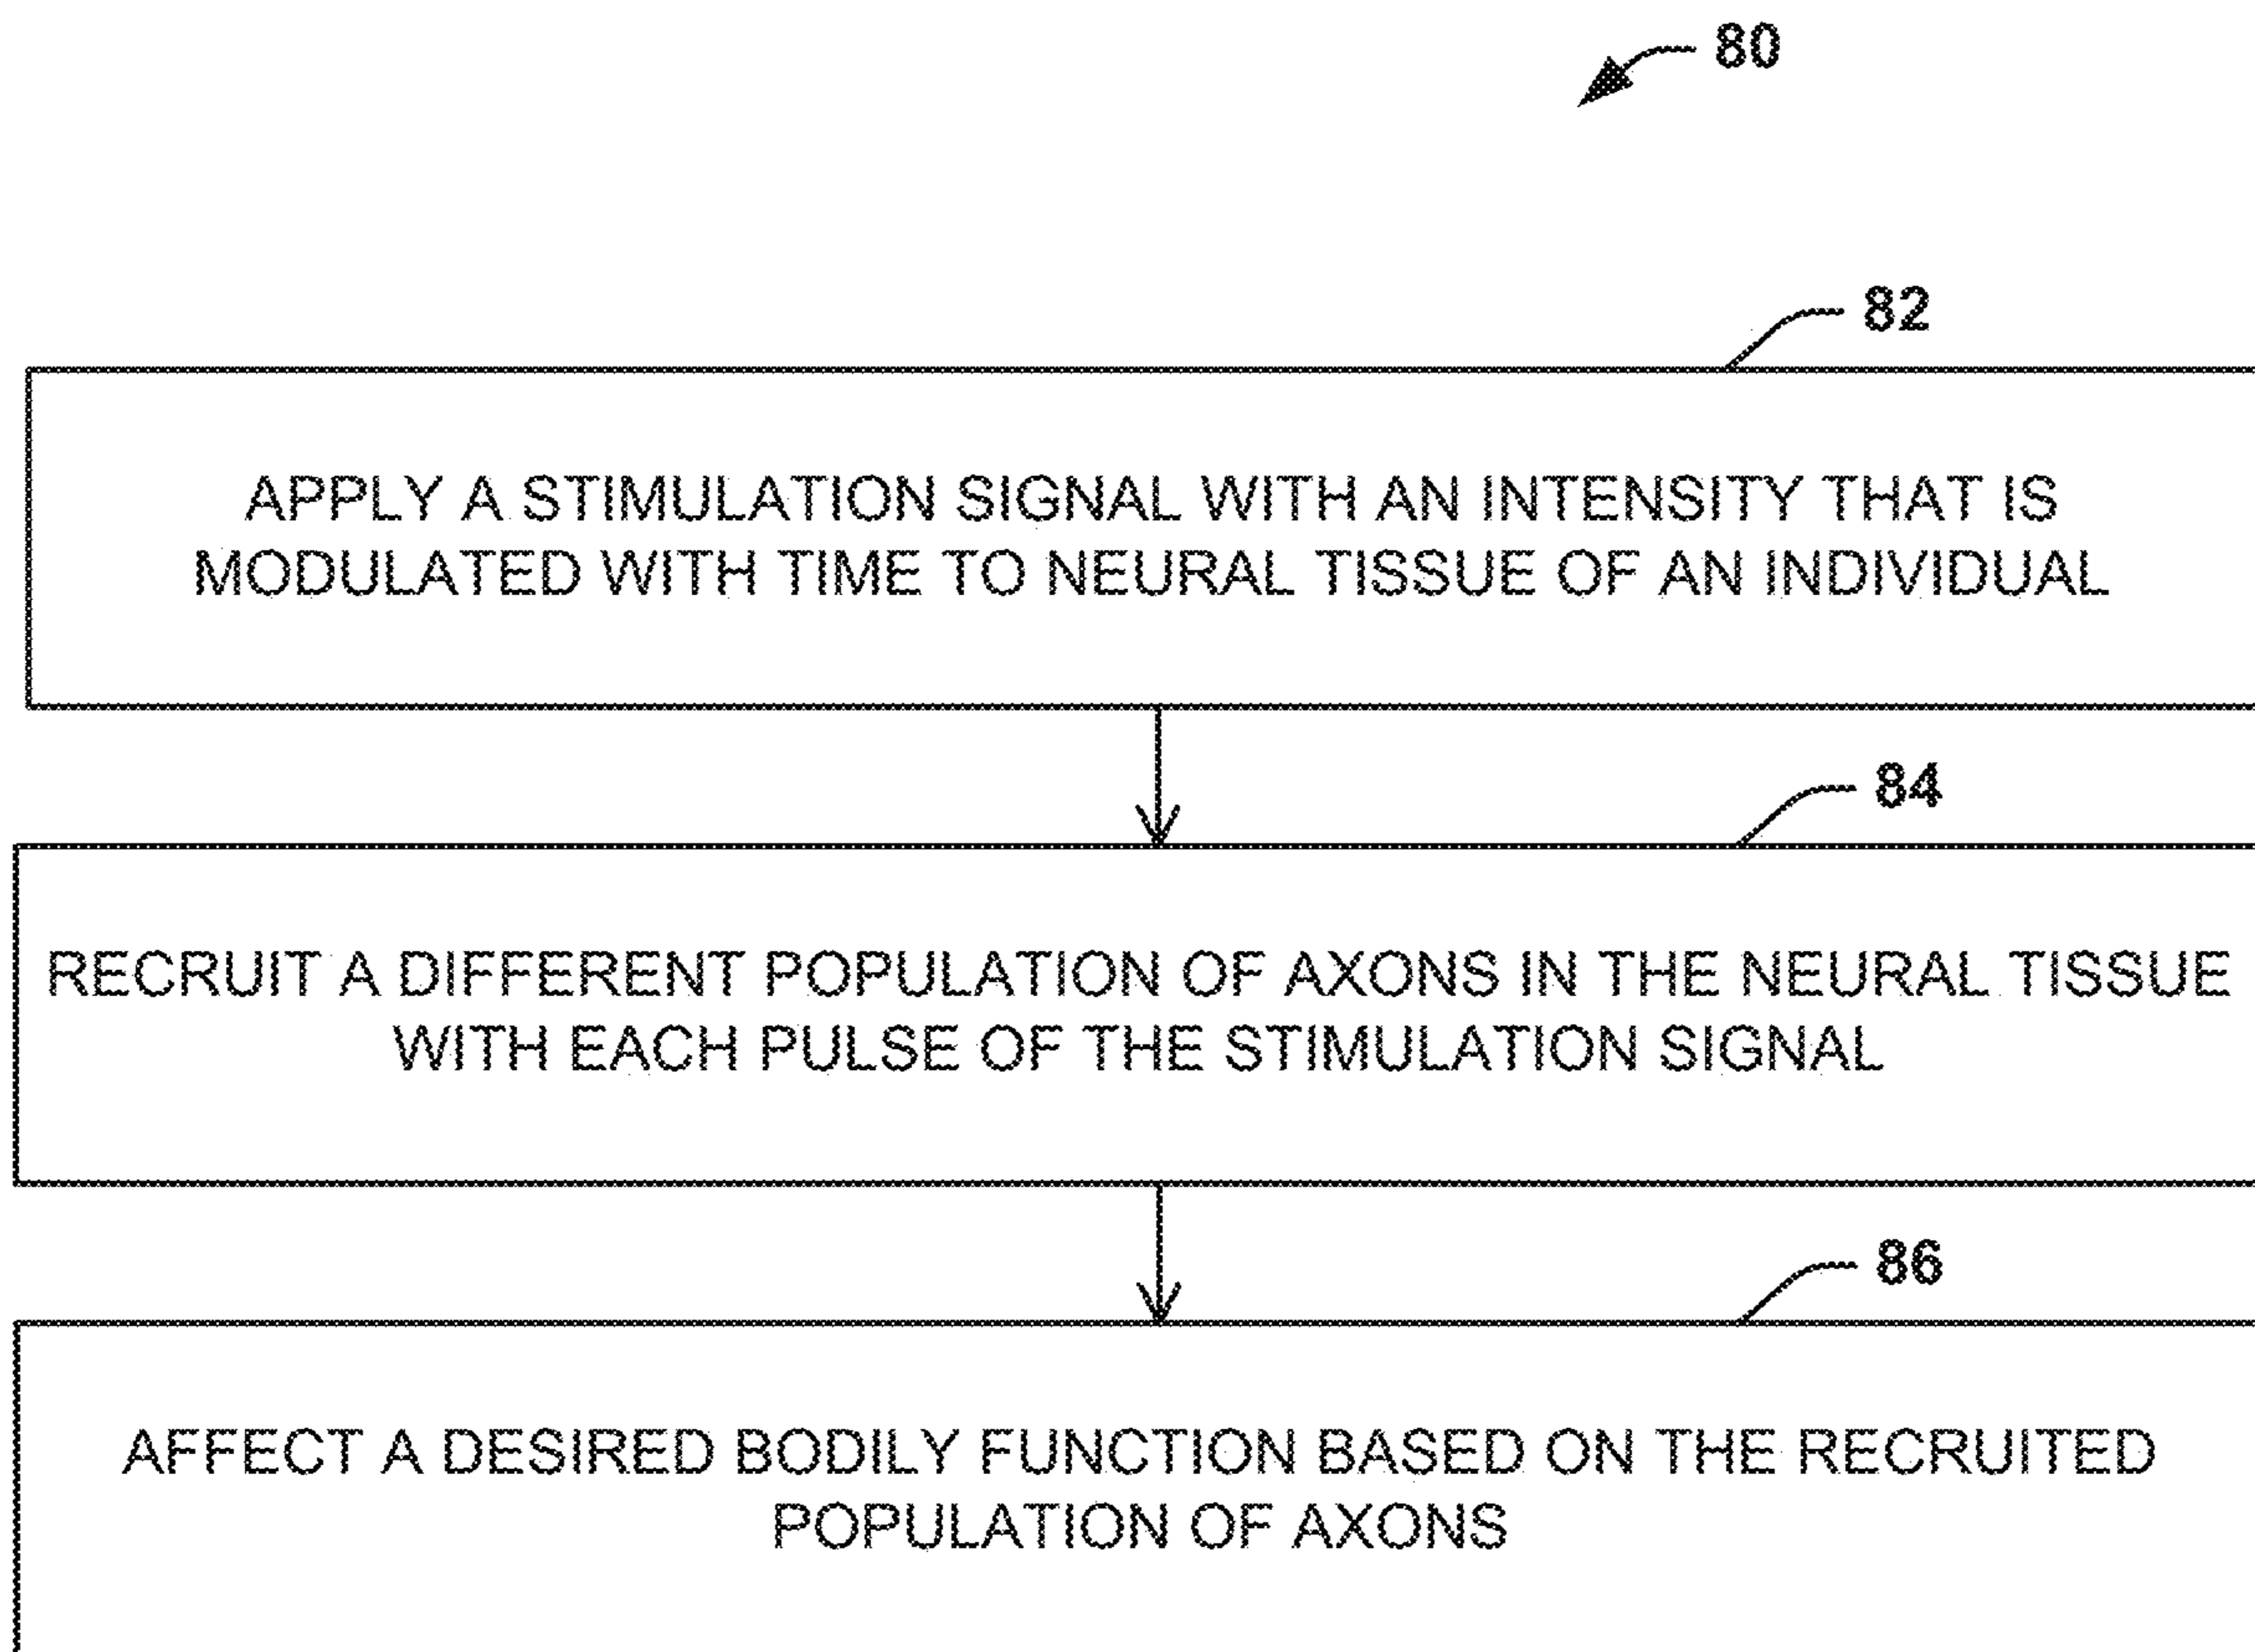 80
82
APPLY A STIMULATION SIGNAL WITH AN INTENSITY THAT IS
MODULATED WITH TIME TO NEURAL TISSUE OF AN INDIVIDUAL
84
RECRUIT A DIFFERENT POPULATION OF AXONS IN THE NEURAL TISSUE
WITH EACH PULSE OF THE STIMULATION SIGNAL
86
AFFECT A DESIRED BODILY FUNCTION BASED ON THE RECRUITED
POPULATION OF AXONS